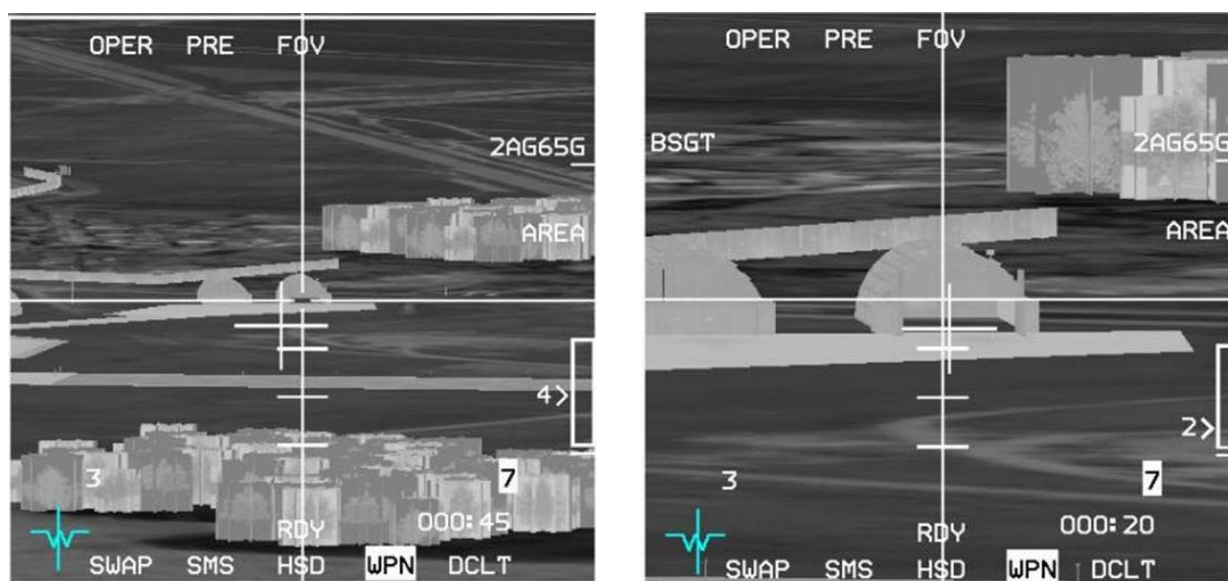 OPER PRE FOV
2AG65G
AREA
4>
3 7
RDY 000:45
SWAP SMS HSD WPN DCLT
OPER PRE FOV
BSGT 2AG65G
AREA
2>
3 7
RDY 000:20
SWAP SMS HSD WPN DCLT